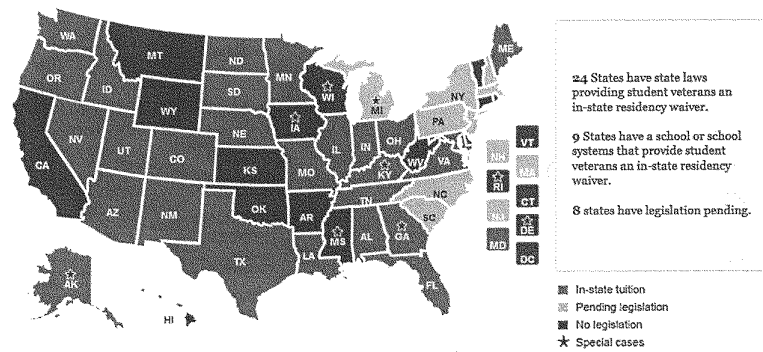 WA
ME
MT
ND
MN
OR
ID
SD
WI
MI
NY
WY
IA
PA
NE
NV
IL
IN
OH
UT
CO
CA
KS
MO
KY
WV
VA
NC
TN
OK
AR
SC
AZ
NM
MS
AL
GA
TX
LA
FL
AK
HI
NH
VT
RI
MA
NJ
CT
DE
MD
DC
24 States have state laws
providing student veterans an
in-state residency waiver.
9 States have a school or school
systems that provide student
veterans an in-state residency
waiver.
8 states have legislation pending.
In-state tuition
Pending legislation
No legislation
Special cases